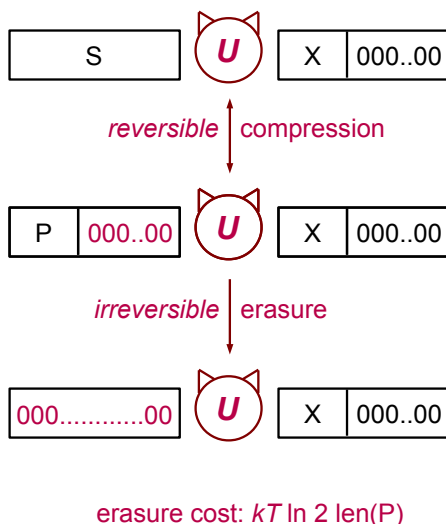 S U X 000..00
reversible compression
P 000..00 U X 000..00
irreversible erasure
000............00 U X 000..00
erasure cost: kT ln 2 len(P)